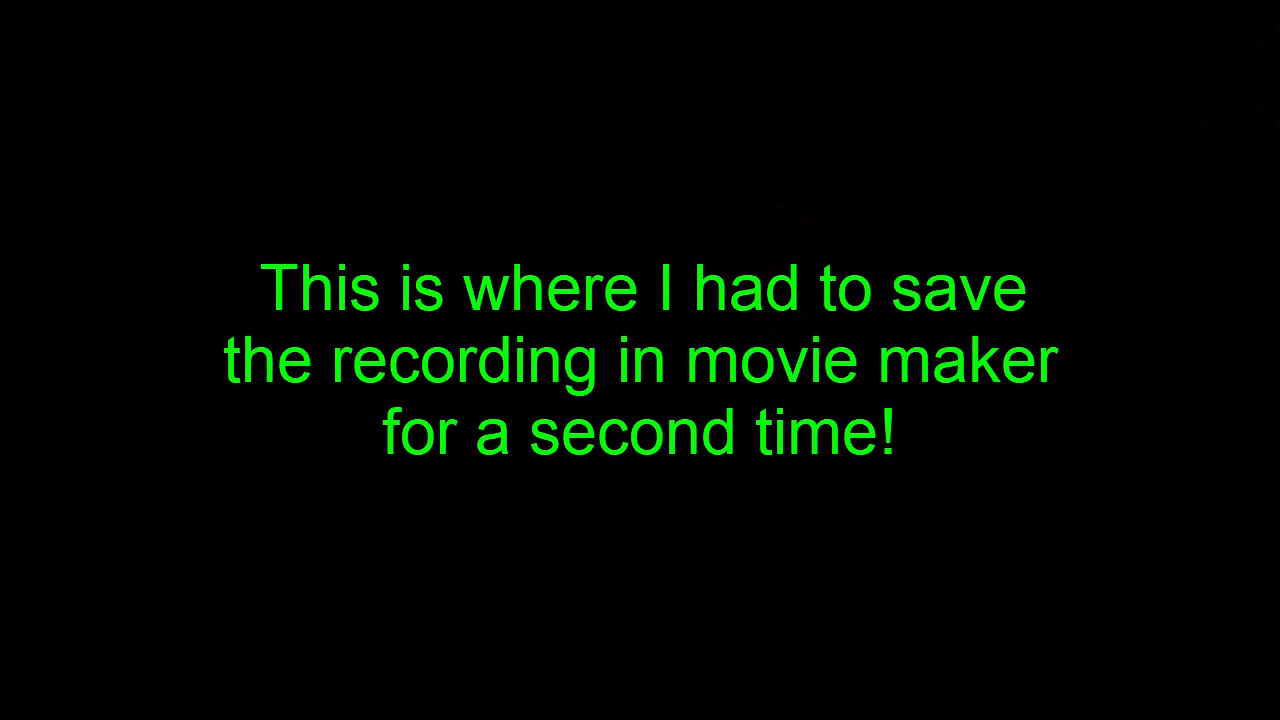 This is where I had to save
the recording in movie maker
for a second time!